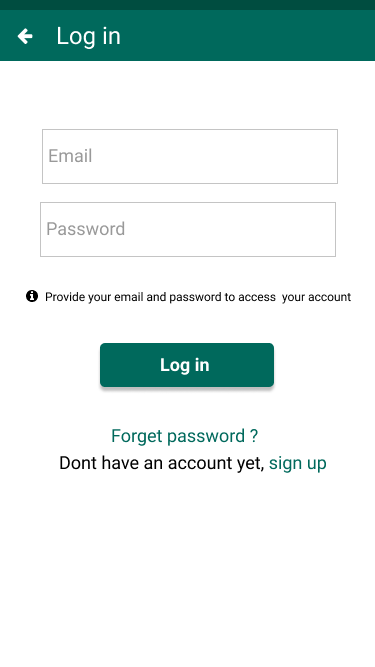 Log in
Email
Password
Provide your email and password to access  your account
Log in
Forget password ?
Dont have an account yet, sign up